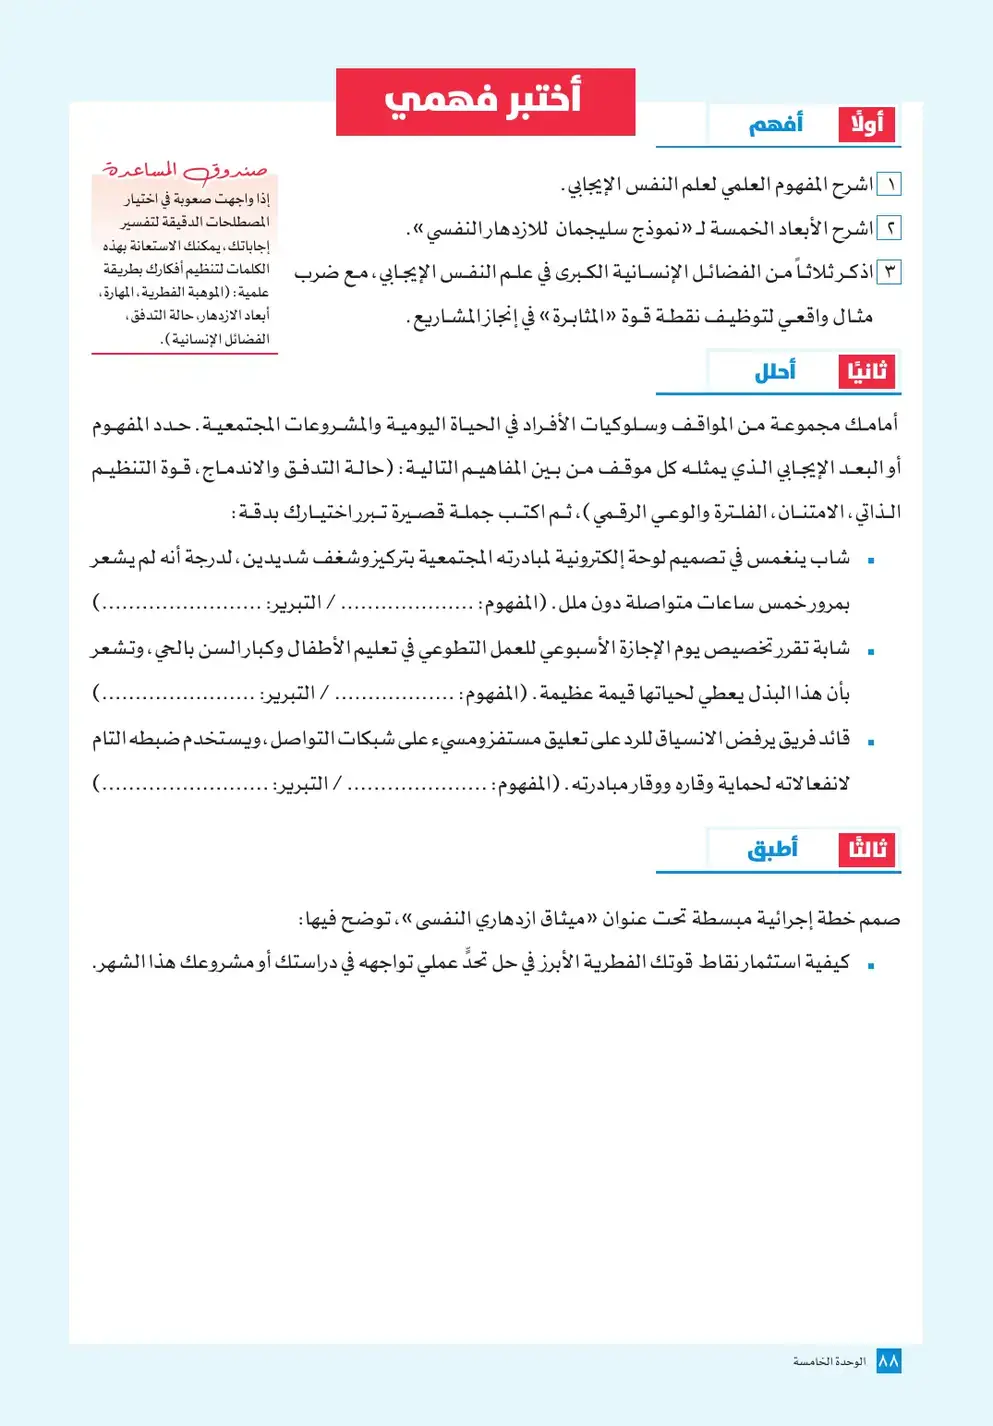 أختبر فهمي
أولًا
أفهم
١ اشرح المفهوم العلمي لعلم النفس الإيجابي.
٢ اشرح الأبعاد الخمسة لـ «نموذج سليجمان للازدهار النفسي».
٣ اذكر ثلاثاً من الفضائل الإنسانية الكبرى في علم النفس الإيجابي، مع ضرب
مثال واقعي لتوظيف نقطة قوة «المثابرة» في إنجاز المشاريع.
صندوق المساعدة
إذا واجهت صعوبة في اختيار
المصطلحات الدقيقة لتفسير
إجاباتك، يمكنك الاستعانة بهذه
الكلمات لتنظيم أفكارك بطريقة
علمية: (الموهبة الفطرية، المهارة،
أبعاد الازدهار، حالة التدفق،
الفضائل الإنسانية).
ثانيًا
أحلل
أمامك مجموعة من المواقف وسلوكيات الأفراد في الحياة اليومية والمشروعات المجتمعية. حدد المفهوم
أو البعد الإيجابي الذي يمثله كل موقف من بين المفاهيم التالية: (حالة التدفق والاندماج، قوة التنظيم
الذاتي، الامتنان، الفلترة والوعي الرقمي)، ثم اكتب جملة قصيرة تبرر اختيارك بدقة:
▪ شاب ينغمس في تصميم لوحة إلكترونية لمبادرته المجتمعية بتركيز وشغف شديدين، لدرجة أنه لم يشعر
بمرور خمس ساعات متواصلة دون ملل. (المفهوم: .................... / التبرير: ........................)
▪ شابة تقرر تخصيص يوم الإجازة الأسبوعي للعمل التطوعي في تعليم الأطفال وكبار السن بالحي، وتشعر
بأن هذا البذل يعطي لحياتها قيمة عظيمة. (المفهوم: .................. / التبرير: .......................)
▪ قائد فريق يرفض الانسياق للرد على تعليق مستفز ومسيء على شبكات التواصل، ويستخدم ضبطه التام
لانفعالاته لحماية وقاره ووقار مبادرته. (المفهوم: ..................... / التبرير: .........................)
ثالثًا
أطبق
صمم خطة إجرائية مبسطة تحت عنوان «ميثاق ازدهاري النفسي»، توضح فيها:
▪ كيفية استثمار نقاط قوتك الفطرية الأبرز في حل تحدٍّ عملي تواجهه في دراستك أو مشروعك هذا الشهر.
٨٨ الوحدة الخامسة